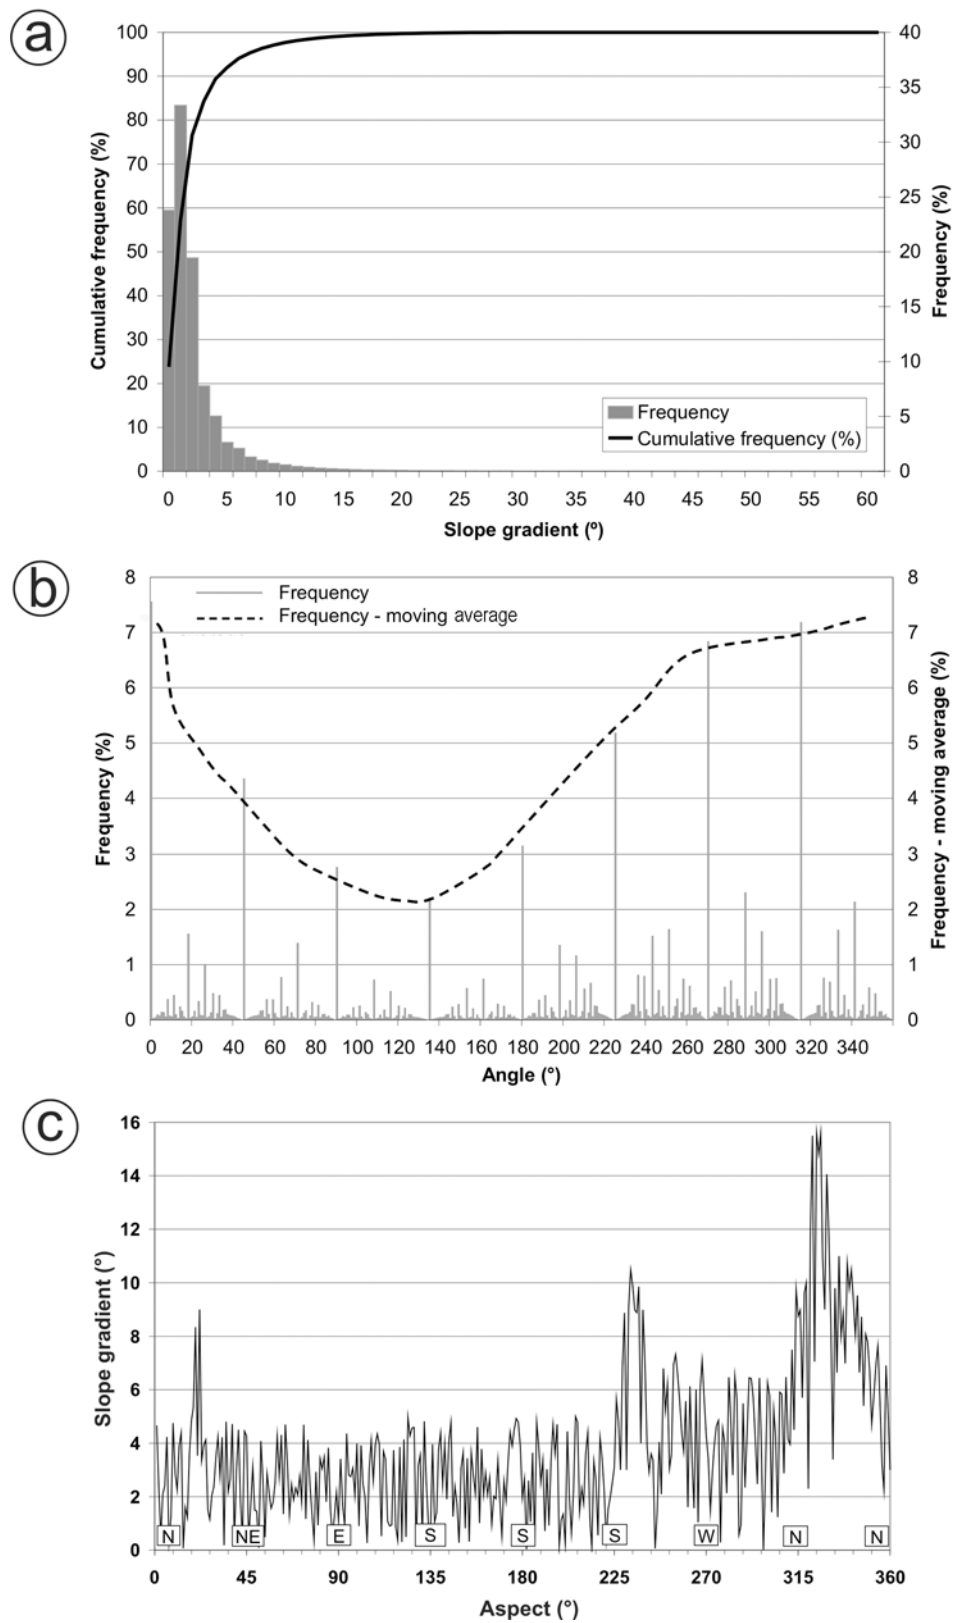 a
100
90
80
70
60
50
40
30
20
10
0
Cumulative frequency (%)
40
35
30
25
20
15
10
5
0
Frequency (%)
Frequency
Cumulative frequency (%)
0 5 10 15 20 25 30 35 40 45 50 55 60
Slope gradient (º)
b
8
7
6
5
4
3
2
1
0
Frequency (%)
Frequency
Frequency - moving average
8
7
6
5
4
3
2
1
0
Frequency - moving average (%)
0 20 40 60 80 100 120 140 160 180 200 220 240 260 280 300 320 340
Angle (°)
c
16
14
12
10
8
6
4
2
0
Slope gradient (°)
N NE E S S S W N N
0 45 90 135 180 225 270 315 360
Aspect (°)